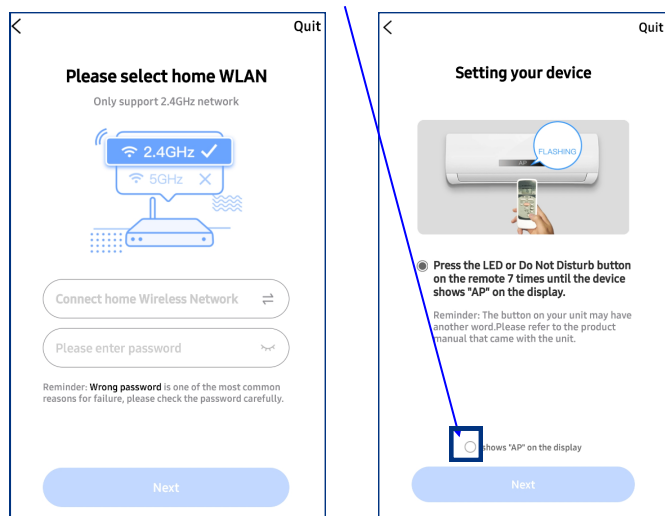 Quit
Please select home WLAN
Only support 2.4GHz network
2.4GHz
5GHz
Connect home Wireless Network
Please enter password
Reminder: Wrong password is one of the most common
reasons for failure, please check the password carefully.
Next
Quit
Setting your device
FLASHING
AP
Press the LED or Do Not Disturb button
on the remote 7 times until the device
shows "AP" on the display.
Reminder: The button on your unit may have
another word.Please refer to the product
manual that came with the unit.
shows "AP" on the display
Next